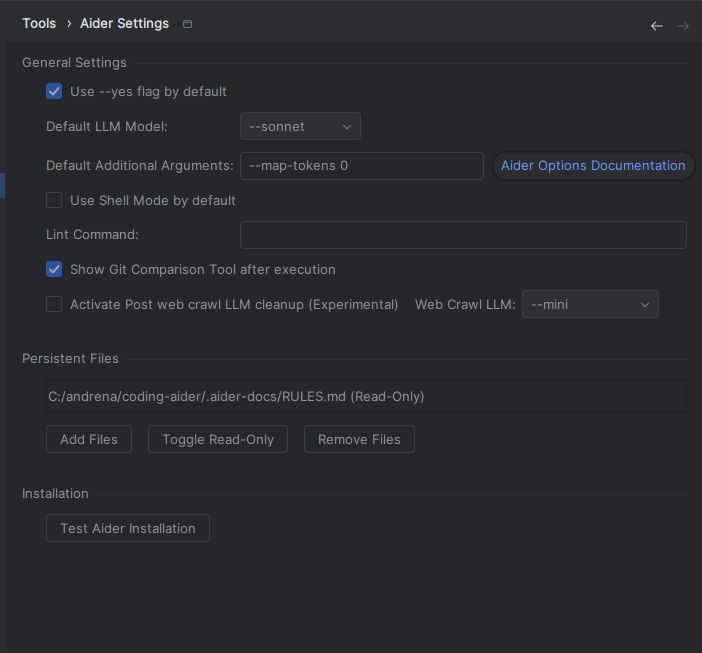 Tools › Aider Settings
General Settings
Use --yes flag by default
Default LLM Model: --sonnet
Default Additional Arguments: --map-tokens 0 Aider Options Documentation
Use Shell Mode by default
Lint Command:
Show Git Comparison Tool after execution
Activate Post web crawl LLM cleanup (Experimental) Web Crawl LLM: --mini
Persistent Files
C:/andrena/coding-aider/.aider-docs/RULES.md (Read-Only)
Add Files Toggle Read-Only Remove Files
Installation
Test Aider Installation